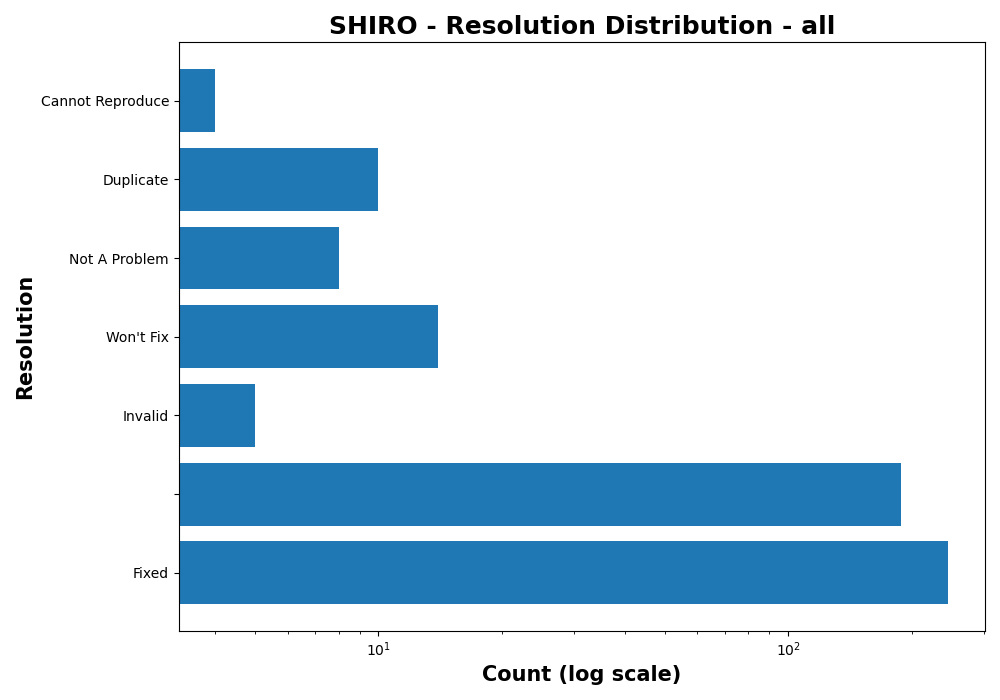 SHIRO - Resolution Distribution - all
Cannot Reproduce
Duplicate
Not A Problem
Won't Fix
Invalid
Fixed
Resolution
10¹
10²
Count (log scale)